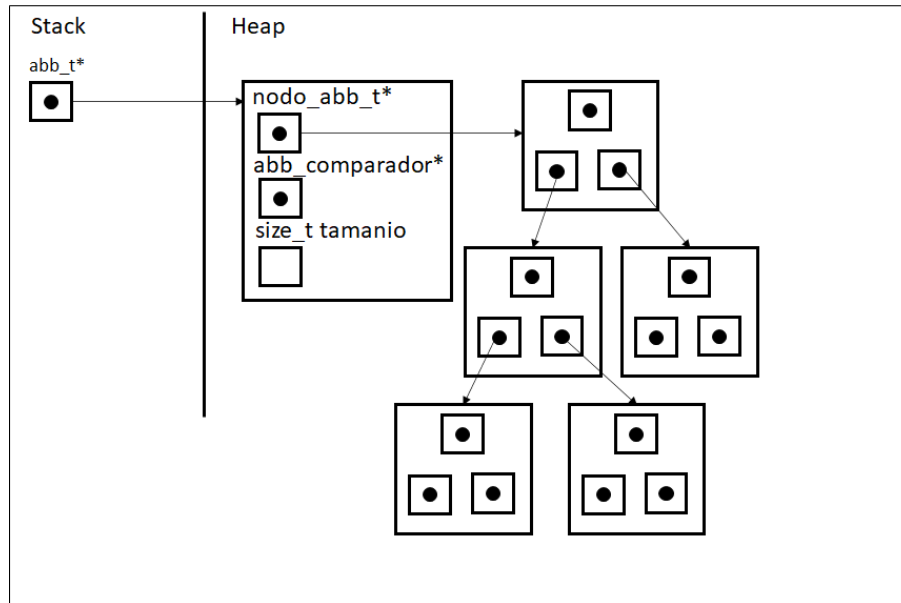 Stack
Heap
abb_t*
nodo_abb_t*
abb_comparador*
size_t tamanio